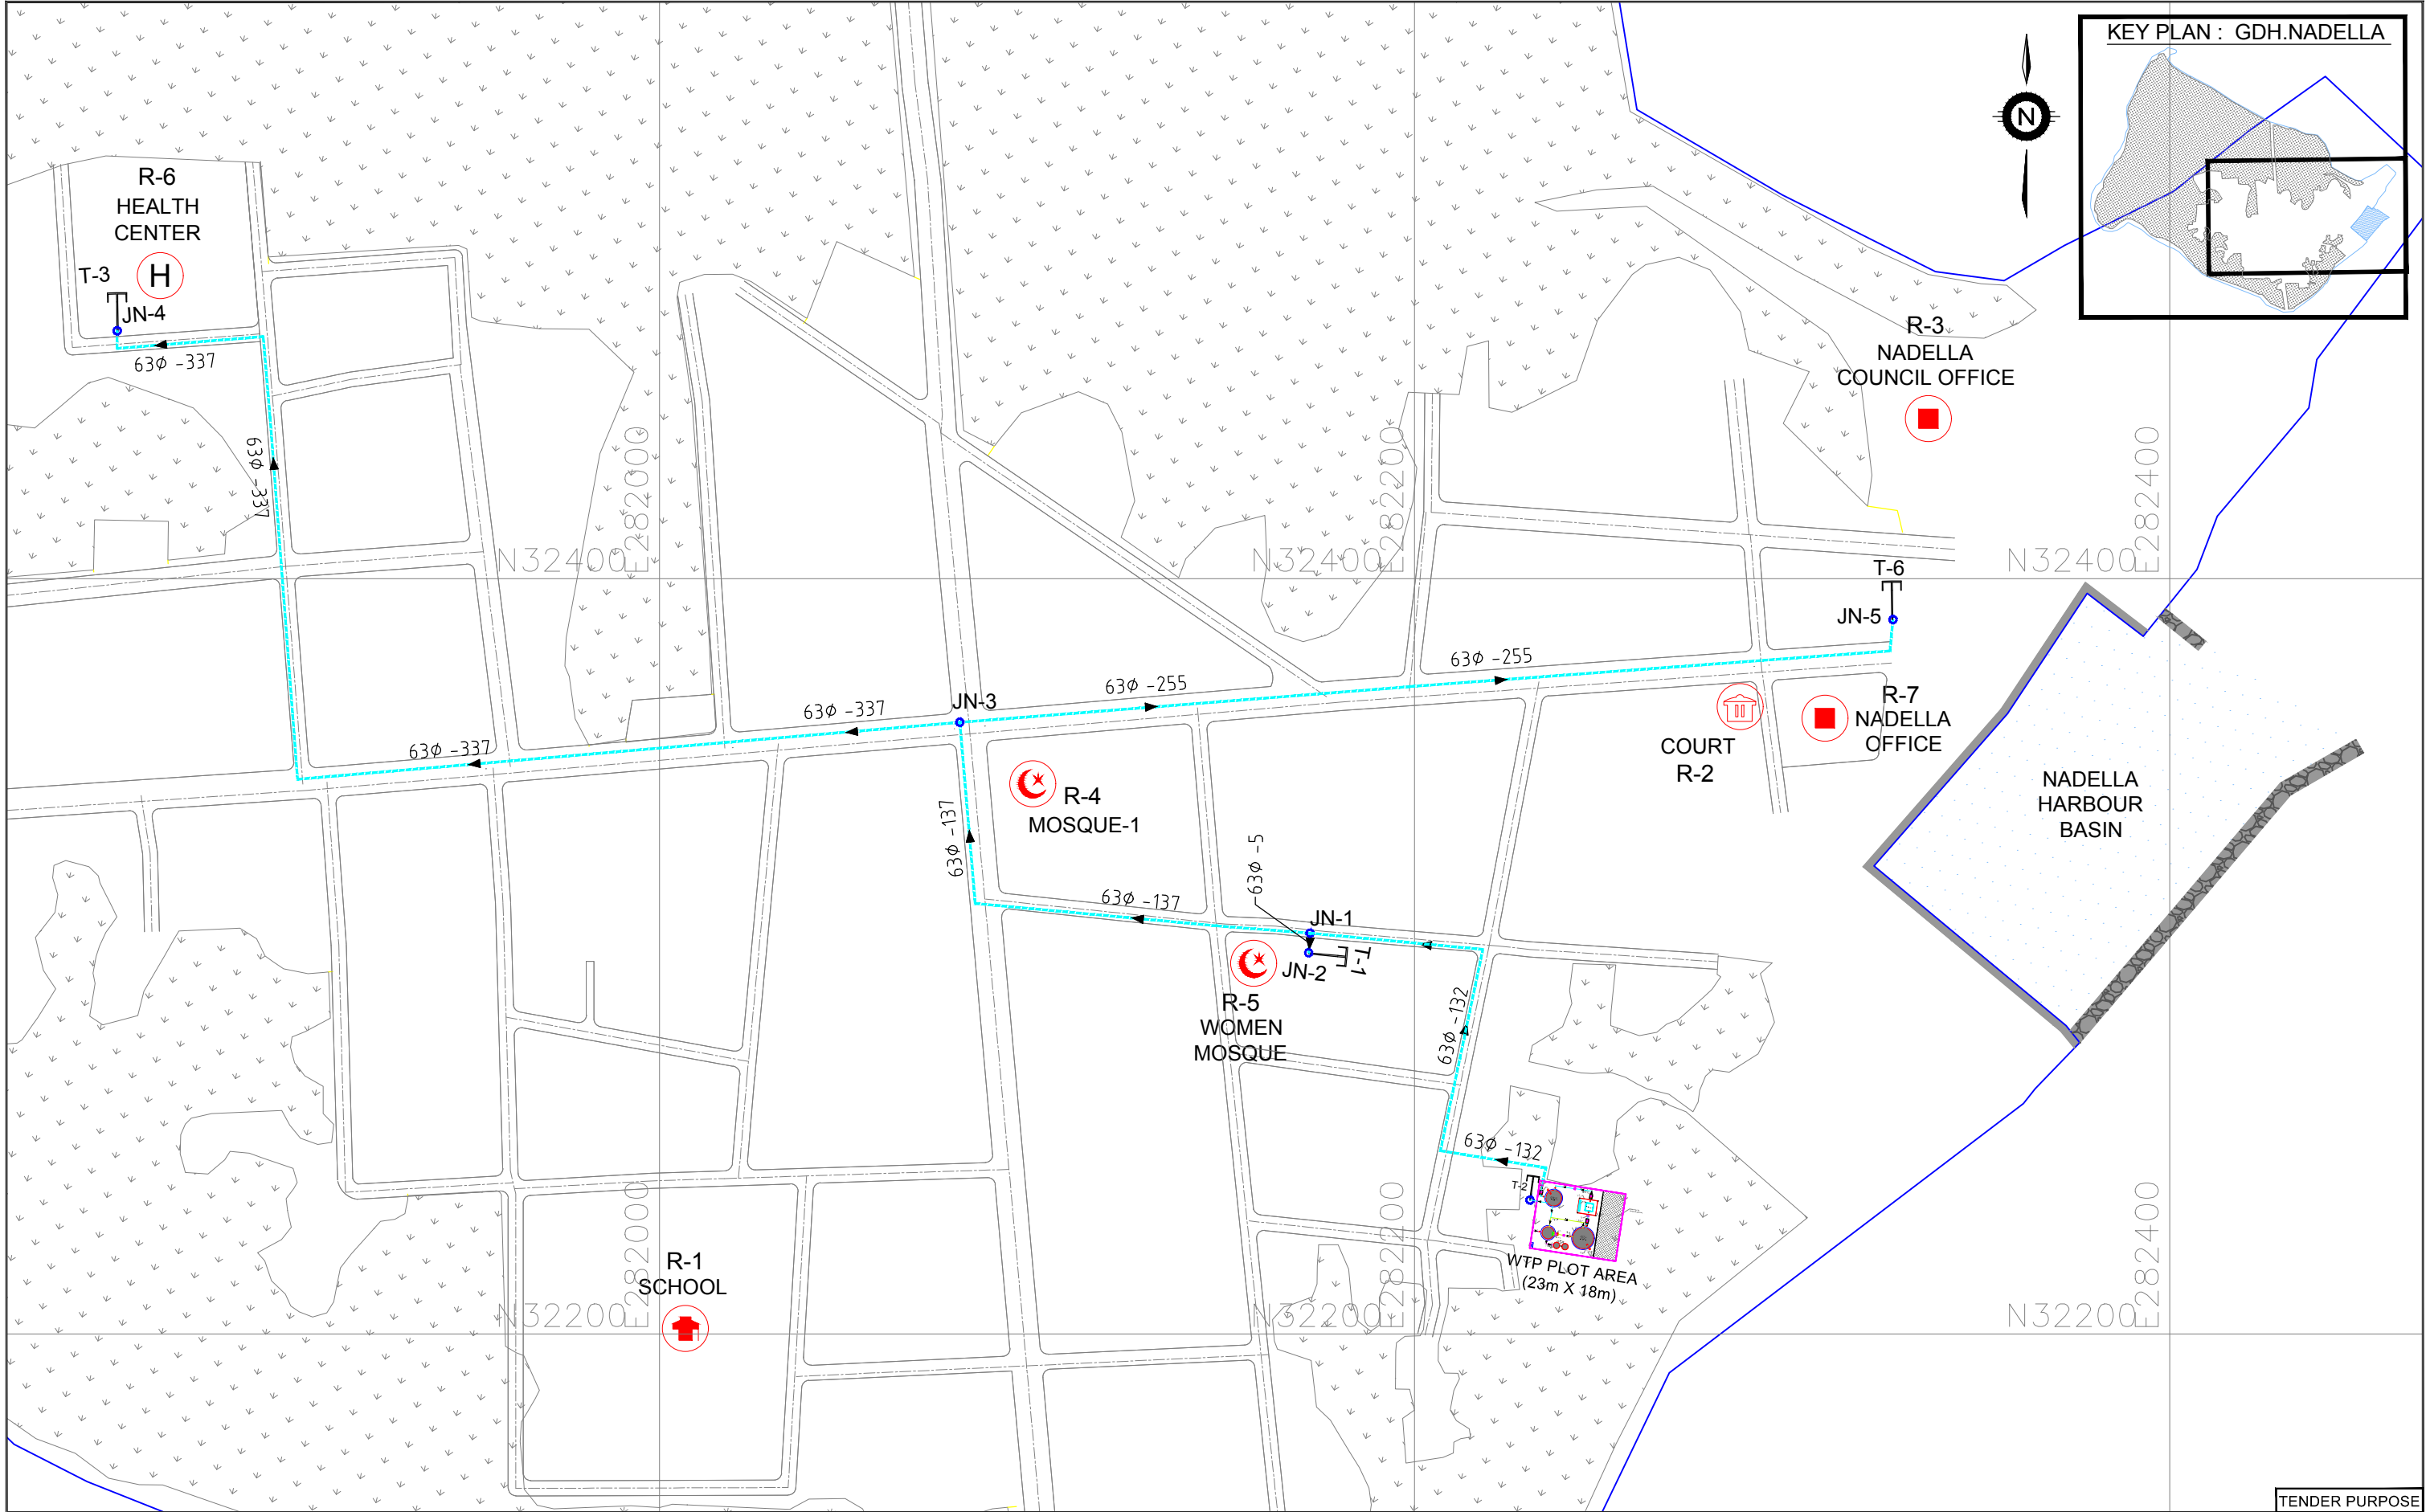 KEY PLAN : GDH.NADELLA
N
R-6
HEALTH
CENTER
H
T-3
JN-4
63ϕ -337
63ϕ -337
R-3
NADELLA
COUNCIL OFFICE
E282000
E282200
E282400
N32400
N32400
N32400
T-6
JN-5
63ϕ -255
63ϕ -255
JN-3
63ϕ -337
63ϕ -337
R-7
NADELLA
OFFICE
COURT
R-2
NADELLA
HARBOUR
BASIN
R-4
MOSQUE-1
63ϕ -137
63ϕ -5
63ϕ -137
JN-1
JN-2
T-1
R-5
WOMEN
MOSQUE
63ϕ -132
63ϕ -132
T-2
WTP PLOT AREA
(23m X 18m)
R-1
SCHOOL
E282000
E282200
E282400
N32200
N32200
N32200
TENDER PURPOSE